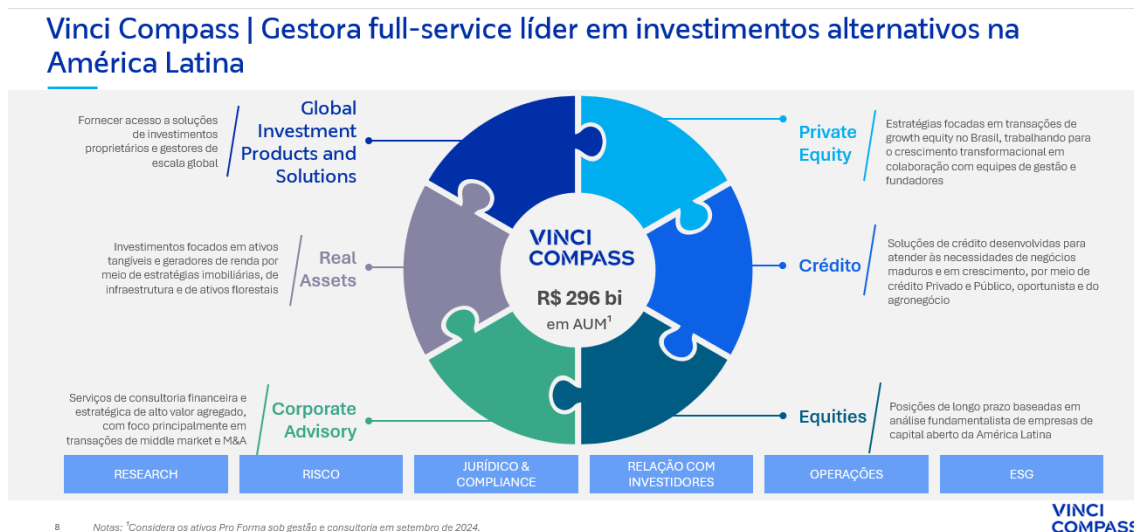 Vinci Compass | Gestora full-service líder em investimentos alternativos na
América Latina
Fornecer acesso a soluções
de investimentos
proprietários e gestores de
escala global
Global
Investment
Products and
Solutions
Private
Equity
Estratégias focadas em transações de
growth equity no Brasil, trabalhando para
o crescimento transformacional em
colaboração com equipes de gestão e
fundadores
Investimentos focados em ativos
tangíveis e geradores de renda por
meio de estratégias imobiliárias, de
infraestrutura e de ativos florestais
Real
Assets
VINCI
COMPASS
R$ 296 bi
em AUM¹
Crédito
Soluções de crédito desenvolvidas para
atender às necessidades de negócios
maduros e em crescimento, por meio de
crédito Privado e Público, oportunista e do
agronegócio
Serviços de consultoria financeira e
estratégica de alto valor agregado,
com foco principalmente em
transações de middle market e M&A
Corporate
Advisory
Equities
Posições de longo prazo baseadas em
análise fundamentalista de empresas de
capital aberto da América Latina
RESEARCH
RISCO
JURÍDICO &
COMPLIANCE
RELAÇÃO COM
INVESTIDORES
OPERAÇÕES
ESG
8
Notas: ¹Considera os ativos Pro Forma sob gestão e consultoria em setembro de 2024.
VINCI
COMPASS